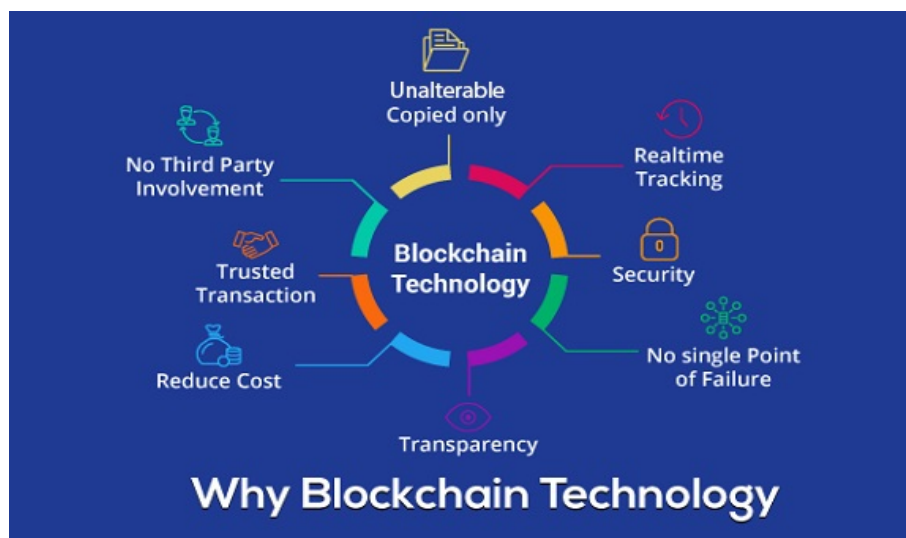 Unalterable
Copied only
Realtime
Tracking
No Third Party
Involvement
Blockchain
Technology
Security
Trusted
Transaction
No single Point
of Failure
Reduce Cost
Transparency
Why Blockchain Technology